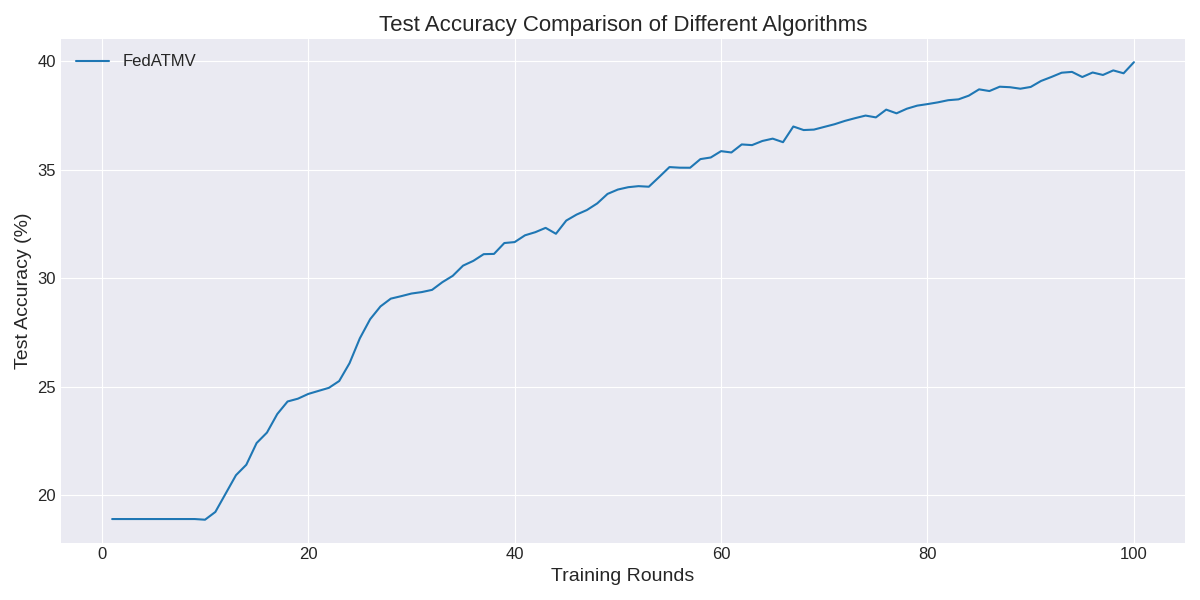 Test Accuracy Comparison of Different Algorithms
FedATMV
40
35
30
25
20
Test Accuracy (%)
0 20 40 60 80 100
Training Rounds